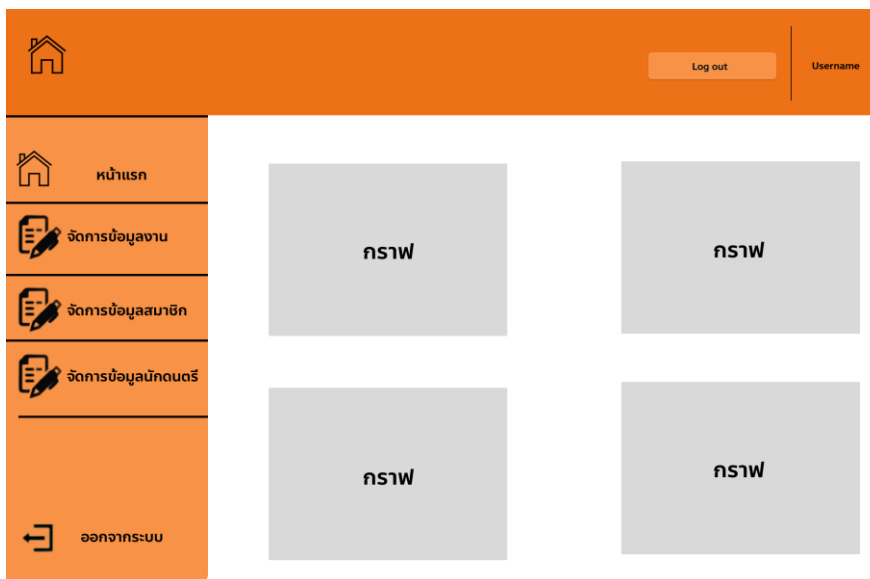 Log out
Username
หน้าแรก
จัดการข้อมูลงาน
จัดการข้อมูลสมาชิก
จัดการข้อมูลนักดนตรี
ออกจากระบบ
กราฟ
กราฟ
กราฟ
กราฟ